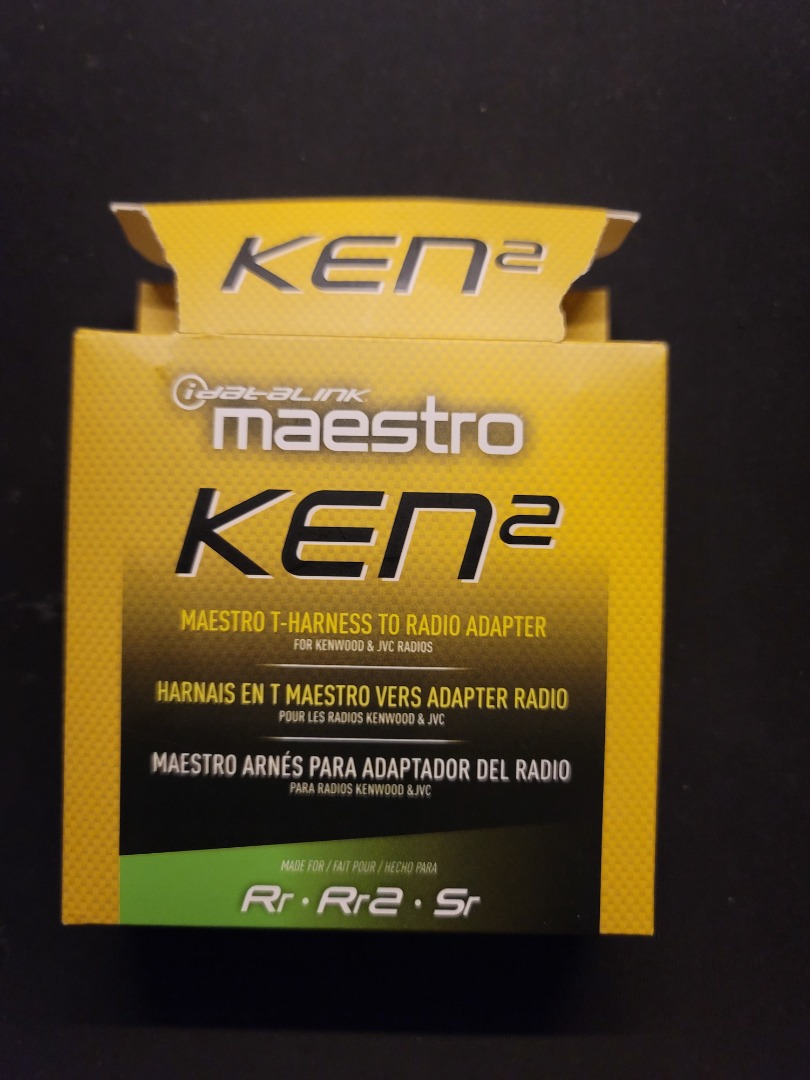 KEN²
idatalink
maestro
KEN²
MAESTRO T-HARNESS TO RADIO ADAPTER
FOR KENWOOD & JVC RADIOS
HARNAIS EN T MAESTRO VERS ADAPTER RADIO
POUR LES RADIOS KENWOOD & JVC
MAESTRO ARNÉS PARA ADAPTADOR DEL RADIO
PARA RADIOS KENWOOD &JVC
MADE FOR / FAIT POUR / HECHO PARA
Rr · Rr2 · Sr